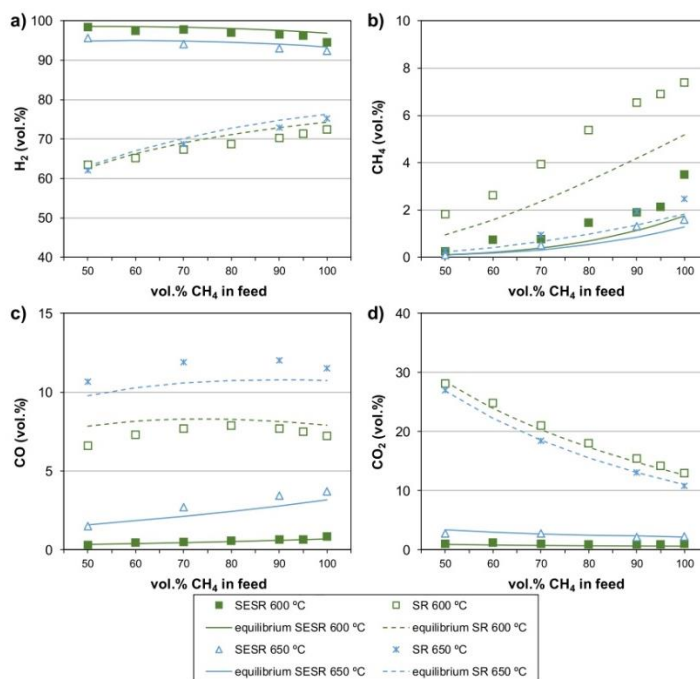 a)
100
90
80
70
60
50
40
H2 (vol.%)
50 60 70 80 90 100
vol.% CH4 in feed
b)
10
8
6
4
2
0
CH4 (vol.%)
50 60 70 80 90 100
vol.% CH4 in feed
c)
15
10
5
0
CO (vol.%)
50 60 70 80 90 100
vol.% CH4 in feed
d)
40
30
20
10
0
CO2 (vol.%)
50 60 70 80 90 100
vol.% CH4 in feed
SESR 600 ºC SR 600 ºC
equilibrium SESR 600 ºC equilibrium SR 600 ºC
SESR 650 ºC SR 650 ºC
equilibrium SESR 650 ºC equilibrium SR 650 ºC